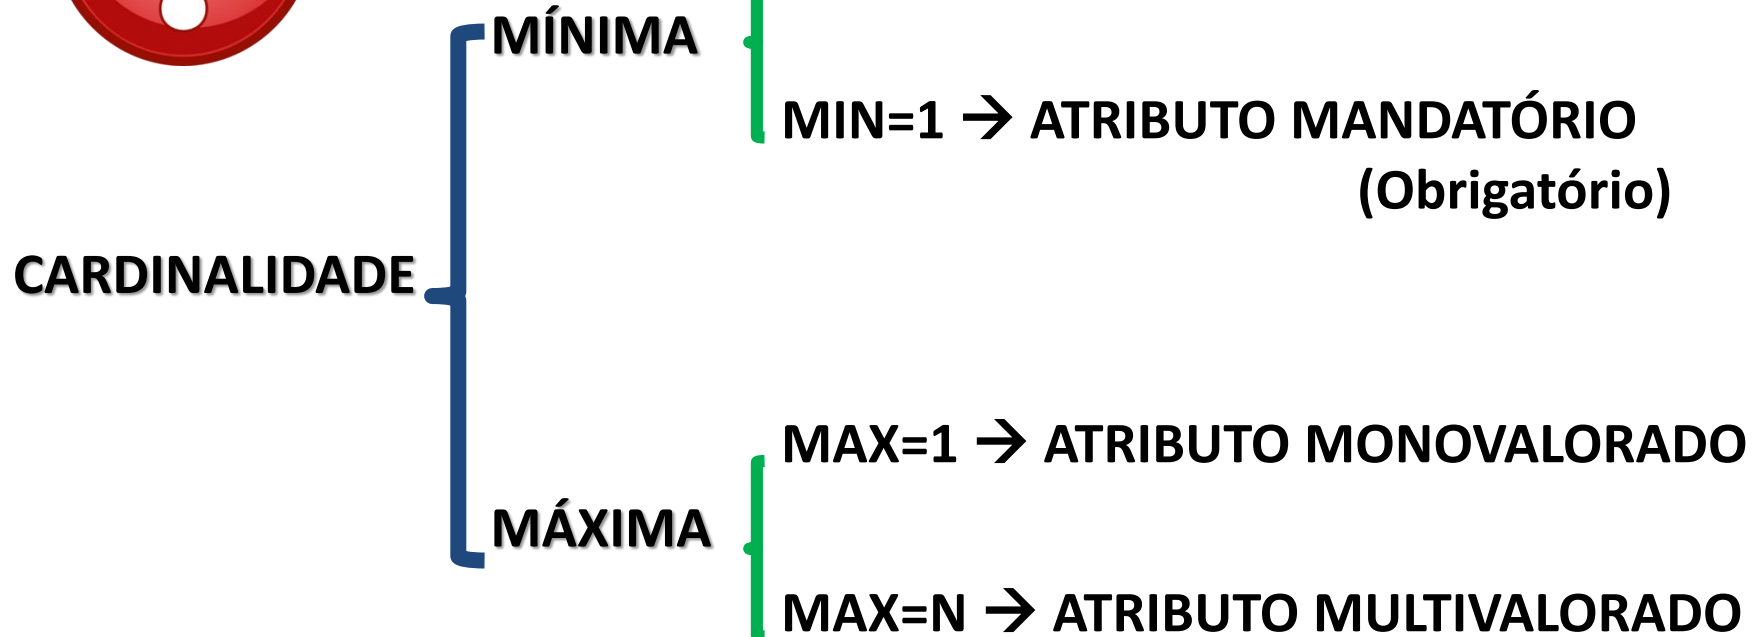 MÍNIMA
MIN=1 → ATRIBUTO MANDATÓRIO
(Obrigatório)
CARDINALIDADE
MAX=1 → ATRIBUTO MONOVALORADO
MÁXIMA
MAX=N → ATRIBUTO MULTIVALORADO